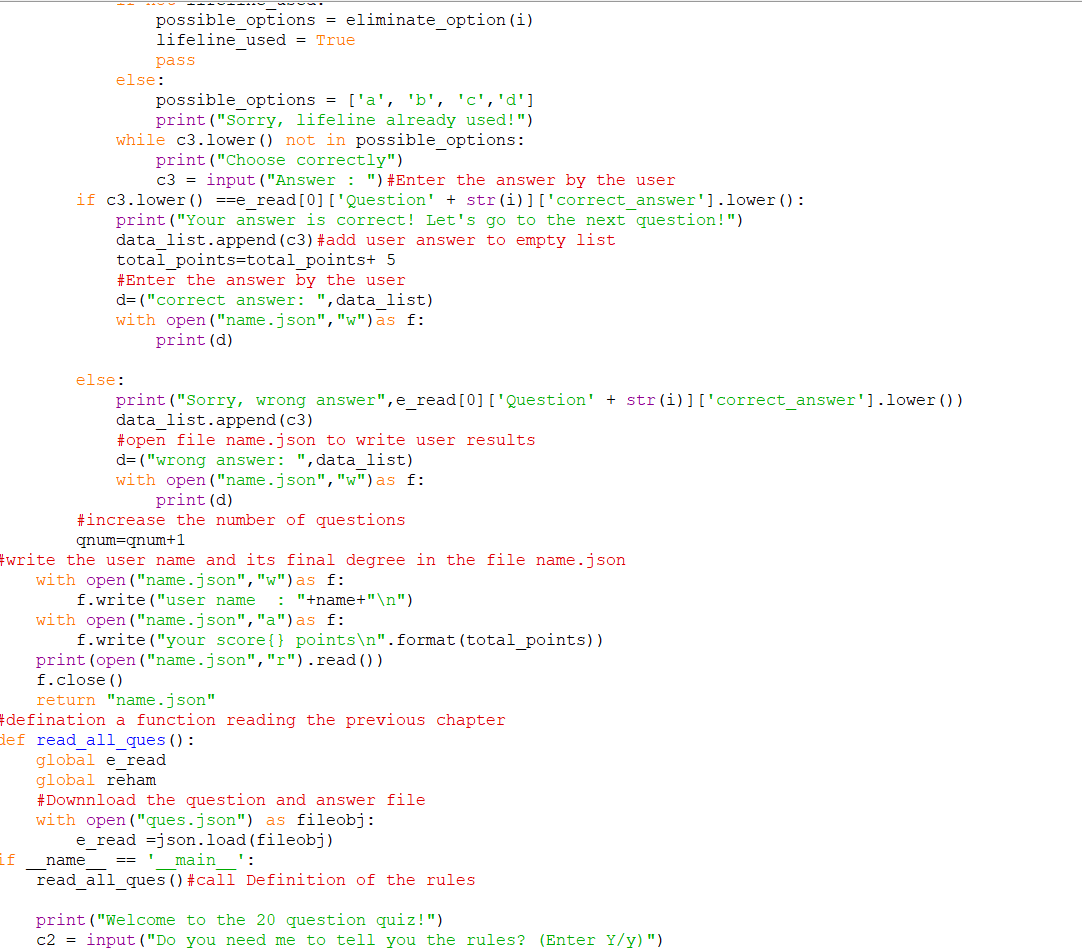 possible_options = eliminate_option(i)
lifeline_used = True
pass
else:
possible_options = ['a', 'b', 'c','d']
print("Sorry, lifeline already used!")
while c3.lower() not in possible_options:
print("Choose correctly")
c3 = input("Answer : ")#Enter the answer by the user
if c3.lower() ==e_read[0]['Question' + str(i)]['correct_answer'].lower():
print("Your answer is correct! Let's go to the next question!")
data_list.append(c3)#add user answer to empty list
total_points=total_points+ 5
#Enter the answer by the user
d=("correct answer: ",data_list)
with open("name.json","w")as f:
print(d)
else:
print("Sorry, wrong answer",e_read[0]['Question' + str(i)]['correct_answer'].lower())
data_list.append(c3)
#open file name.json to write user results
d=("wrong answer: ",data_list)
with open("name.json","w")as f:
print(d)
#increase the number of questions
qnum=qnum+1
#write the user name and its final degree in the file name.json
with open("name.json","w")as f:
f.write("user name  : "+name+"\n")
with open("name.json","a")as f:
f.write("your score{} points\n".format(total_points))
print(open("name.json","r").read())
f.close()
return "name.json"
#defination a function reading the previous chapter
def read_all_ques():
global e_read
global reham
#Downnload the question and answer file
with open("ques.json") as fileobj:
e_read =json.load(fileobj)
if __name__ == '__main__':
read_all_ques()#call Definition of the rules
print("Welcome to the 20 question quiz!")
c2 = input("Do you need me to tell you the rules? (Enter Y/y)")